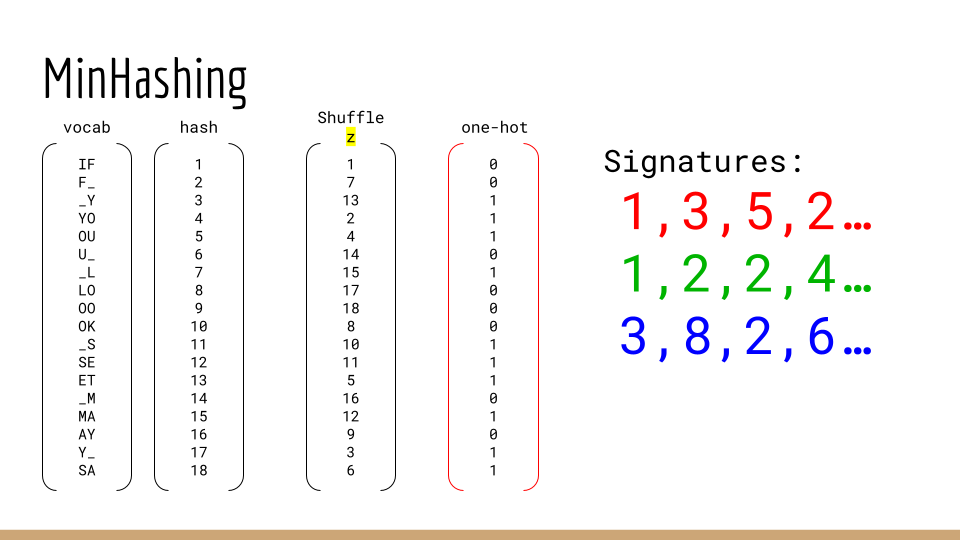 MinHashing
vocab hash Shuffle z one-hot
IF 1 1 0
F_ 2 7 0
_Y 3 13 1
YO 4 2 1
OU 5 4 1
U_ 6 14 0
_L 7 15 1
LO 8 17 0
OO 9 18 0
OK 10 8 0
_S 11 10 1
SE 12 11 1
ET 13 5 1
_M 14 16 0
MA 15 12 1
AY 16 9 0
Y_ 17 3 1
SA 18 6 1
Signatures:
1,3,5,2…
1,2,2,4…
3,8,2,6…